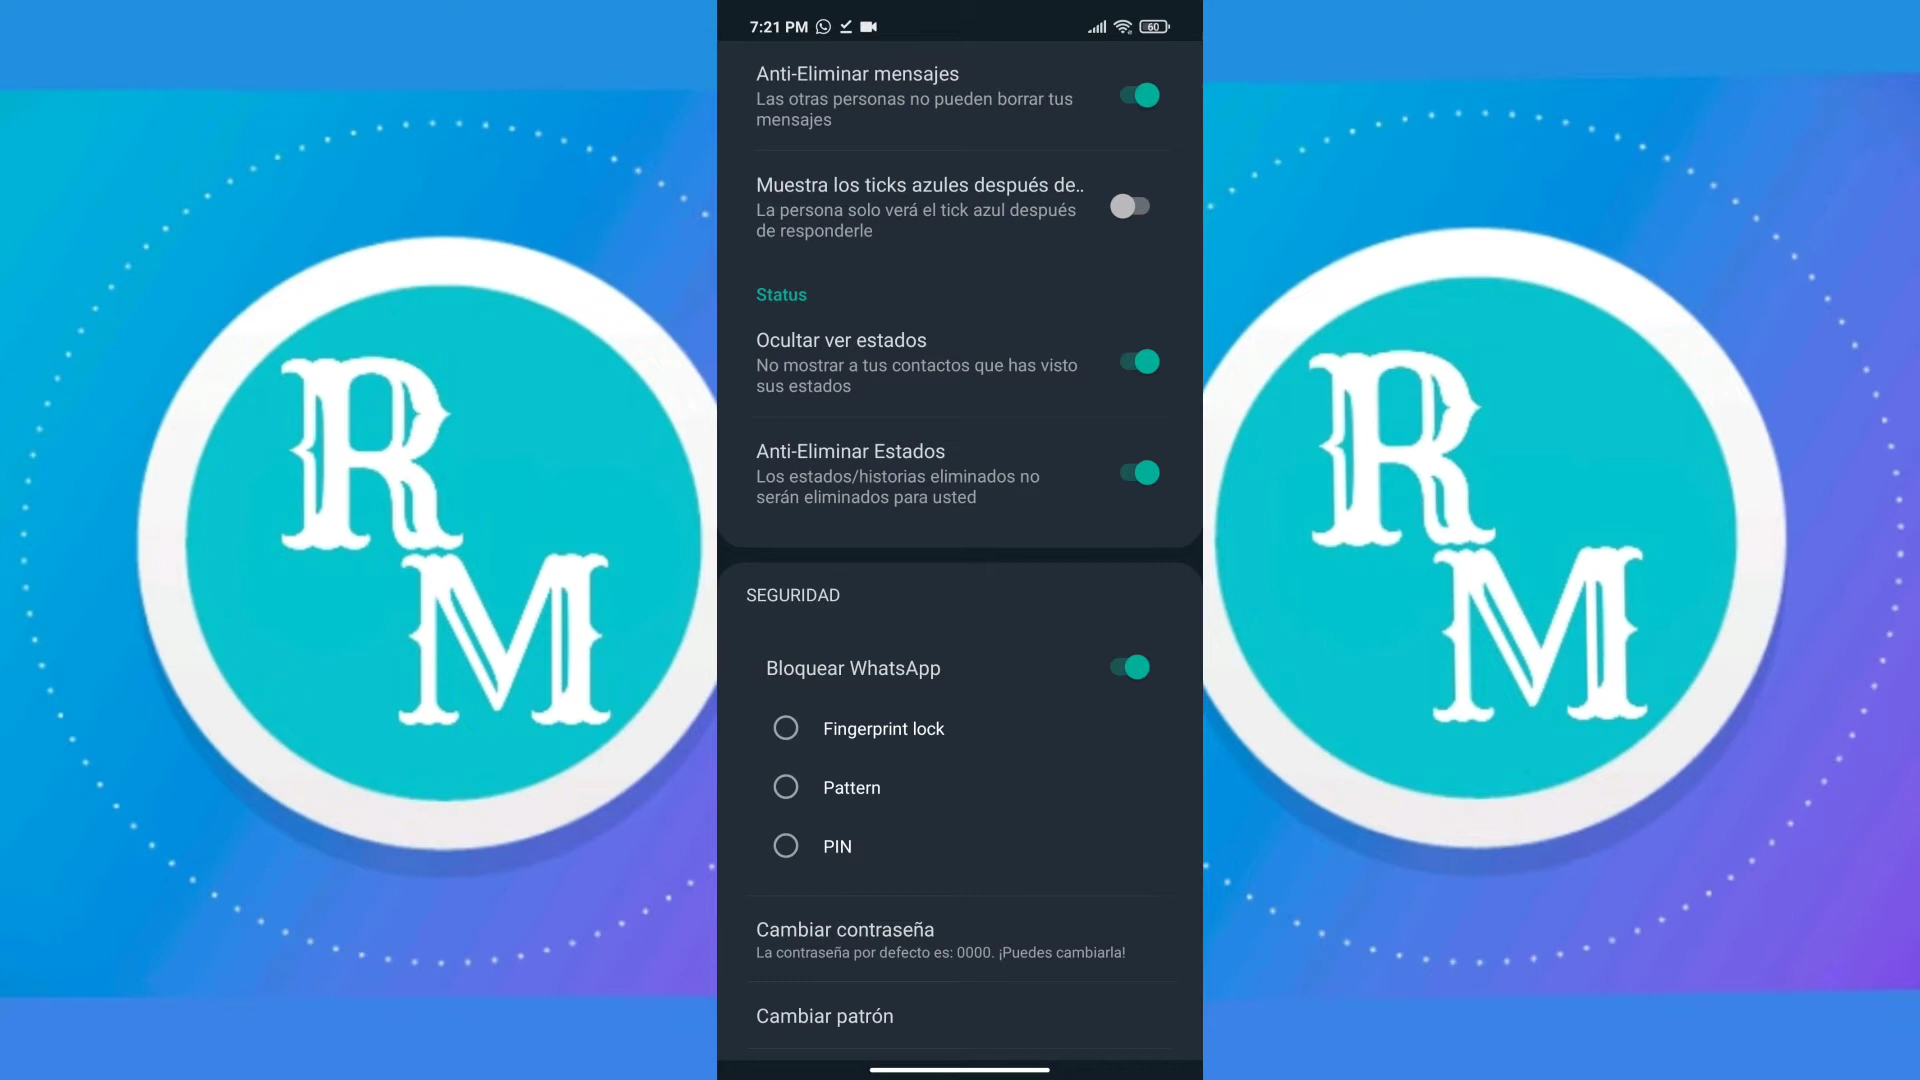 7:21 PM
60
Anti-Eliminar mensajes
Las otras personas no pueden borrar tus
mensajes
Muestra los ticks azules después de..
La persona solo verá el tick azul después
de responderle
Status
Ocultar ver estados
No mostrar a tus contactos que has visto
sus estados
Anti-Eliminar Estados
Los estados/historias eliminados no
serán eliminados para usted
SEGURIDAD
Bloquear WhatsApp
Fingerprint lock
Pattern
PIN
Cambiar contraseña
La contraseña por defecto es: 0000. ¡Puedes cambiarla!
Cambiar patrón
R
M
R
M